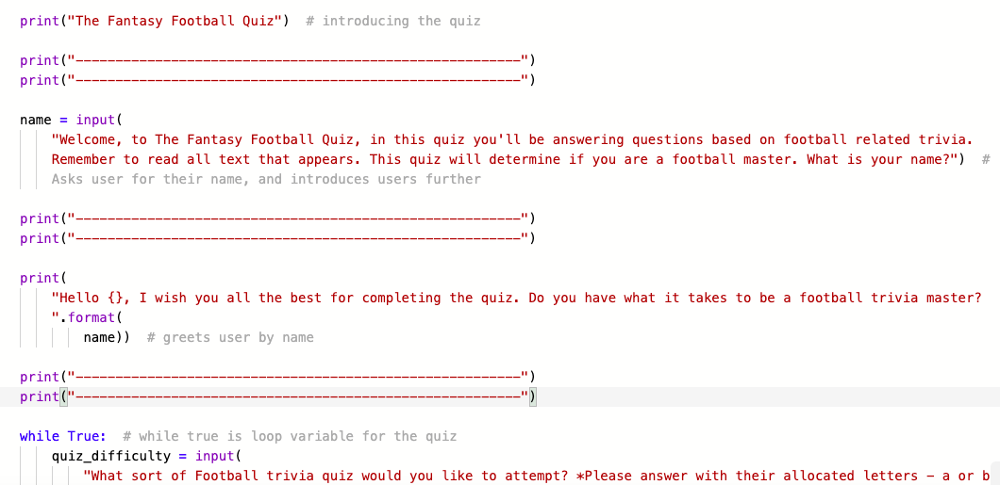 print("The Fantasy Football Quiz")  # introducing the quiz
print("--------------------------------------------------------")
print("--------------------------------------------------------")
name = input(
"Welcome, to The Fantasy Football Quiz, in this quiz you'll be answering questions based on football related trivia.
Remember to read all text that appears. This quiz will determine if you are a football master. What is your name?")  #
Asks user for their name, and introduces users further
print("--------------------------------------------------------")
print("--------------------------------------------------------")
print(
"Hello {}, I wish you all the best for completing the quiz. Do you have what it takes to be a football trivia master?
".format(
name))  # greets user by name
print("--------------------------------------------------------")
print("--------------------------------------------------------")
while True:  # while true is loop variable for the quiz
quiz_difficulty = input(
"What sort of Football trivia quiz would you like to attempt? *Please answer with their allocated letters - a or b